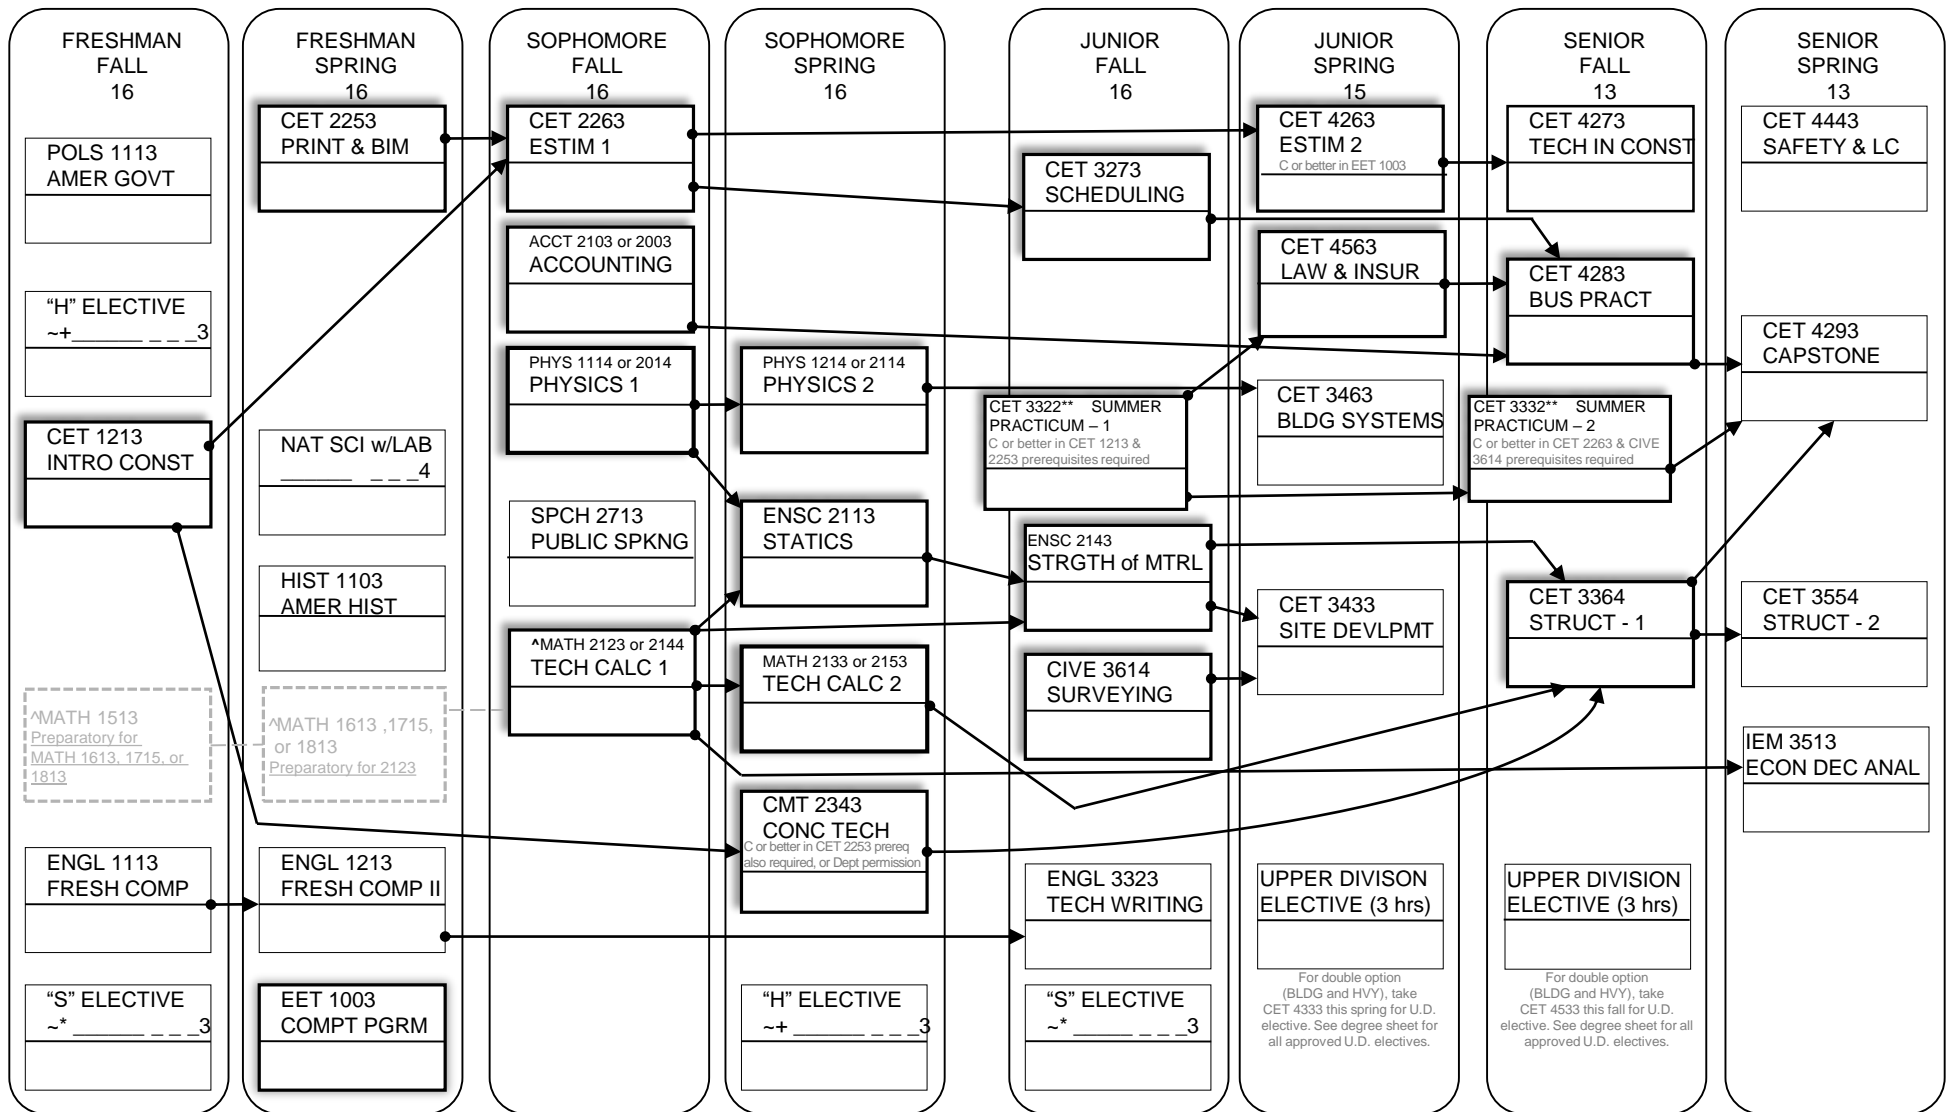 FRESHMAN
FALL
16
POLS 1113
AMER GOVT
“H” ELECTIVE
~+______ _ _ _3
CET 1213
INTRO CONST
^MATH 1513
Preparatory for
MATH 1613, 1715, or
1813
ENGL 1113
FRESH COMP
“S” ELECTIVE
~* ______ _ _ _3
FRESHMAN
SPRING
16
CET 2253
PRINT & BIM
NAT SCI w/LAB
______ _ _ _4
HIST 1103
AMER HIST
^MATH 1613 ,1715,
or 1813
Preparatory for 2123
ENGL 1213
FRESH COMP II
EET 1003
COMPT PGRM
SOPHOMORE
FALL
16
CET 2263
ESTIM 1
ACCT 2103 or 2003
ACCOUNTING
PHYS 1114 or 2014
PHYSICS 1
SPCH 2713
PUBLIC SPKNG
^MATH 2123 or 2144
TECH CALC 1
SOPHOMORE
SPRING
16
PHYS 1214 or 2114
PHYSICS 2
ENSC 2113
STATICS
MATH 2133 or 2153
TECH CALC 2
CMT 2343
CONC TECH
C or better in CET 2253 prereq
also required, or Dept permission
“H” ELECTIVE
~+ ______ _ _ _3
JUNIOR
FALL
16
CET 3273
SCHEDULING
CET 3322** SUMMER
PRACTICUM – 1
C or better in CET 1213 &
2253 prerequisites required
ENSC 2143
STRGTH of MTRL
CIVE 3614
SURVEYING
ENGL 3323
TECH WRITING
“S” ELECTIVE
~* ______ _ _ _3
JUNIOR
SPRING
15
CET 4263
ESTIM 2
C or better in EET 1003
CET 4563
LAW & INSUR
CET 3463
BLDG SYSTEMS
CET 3433
SITE DEVLPMT
UPPER DIVISON
ELECTIVE (3 hrs)
For double option
(BLDG and HVY), take
CET 4333 this spring for U.D.
elective. See degree sheet for
all approved U.D. electives.
SENIOR
FALL
13
CET 4273
TECH IN CONST
CET 4283
BUS PRACT
CET 3332** SUMMER
PRACTICUM – 2
C or better in CET 2263 & CIVE
3614 prerequisites required
CET 3364
STRUCT - 1
UPPER DIVISION
ELECTIVE (3 hrs)
For double option
(BLDG and HVY), take
CET 4533 this fall for U.D.
elective. See degree sheet for all
approved U.D. electives.
SENIOR
SPRING
13
CET 4443
SAFETY & LC
CET 4293
CAPSTONE
CET 3554
STRUCT - 2
IEM 3513
ECON DEC ANAL